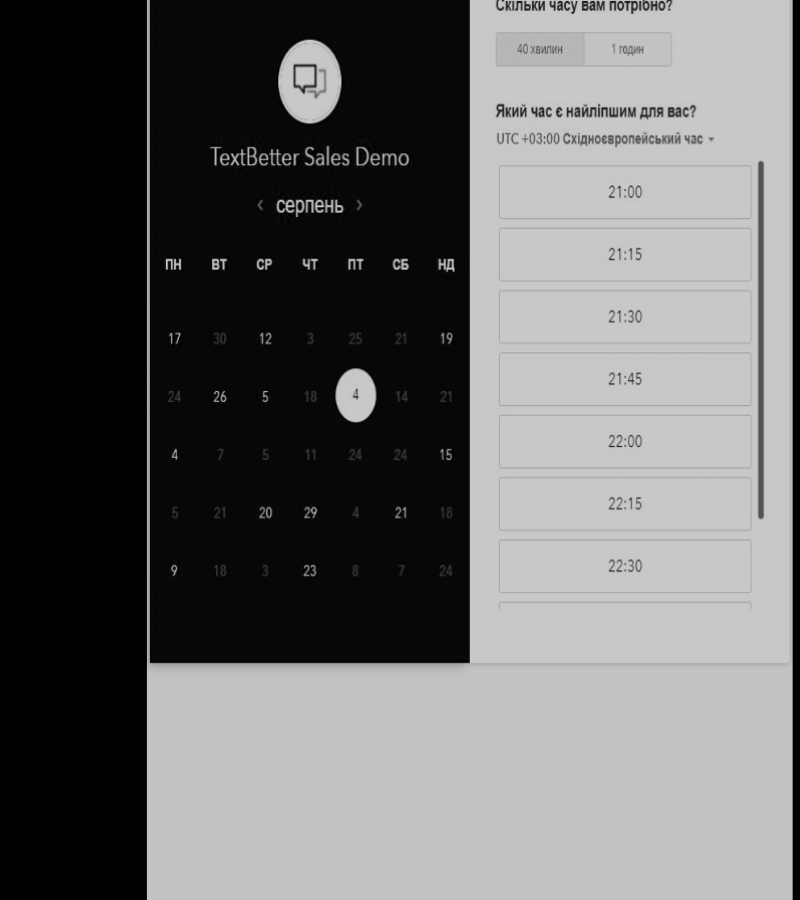 TextBetter Sales Demo
‹ серпень ›
ПН ВТ СР ЧТ ПТ СБ НД
17 30 12 3 25 21 19
24 26 5 18 4 14 21
4 7 5 11 24 24 15
5 21 20 29 4 21 18
9 18 3 23 8 7 24
Скільки часу вам потрібно?
40 хвилин 1 годин
Який час є найліпшим для вас?
UTC +03:00 Східноєвропейський час
21:00
21:15
21:30
21:45
22:00
22:15
22:30